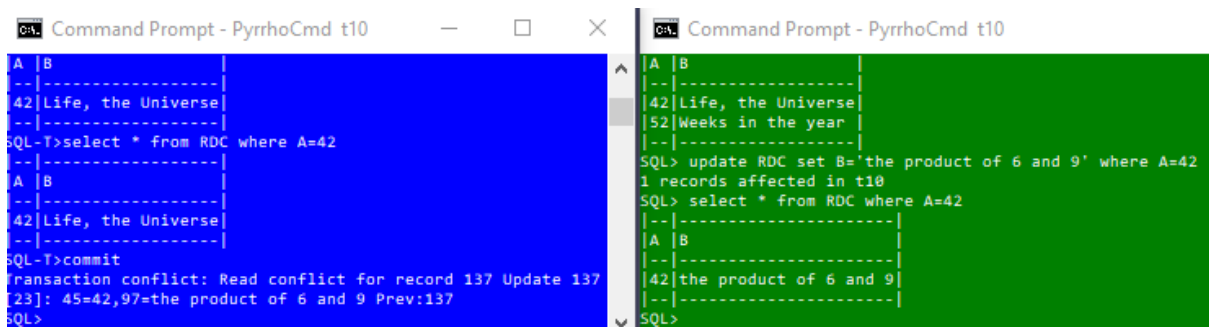 Command Prompt - PyrrhoCmd t10
|A |B                |
|--|------------------|
|42|Life, the Universe|
|--|------------------|
SQL-T>select * from RDC where A=42
|--|------------------|
|A |B                |
|--|------------------|
|42|Life, the Universe|
|--|------------------|
SQL-T>commit
Transaction conflict: Read conflict for record 137 Update 137
[23]: 45=42,97=the product of 6 and 9 Prev:137
SQL>
Command Prompt - PyrrhoCmd t10
|A |B                |
|--|------------------|
|42|Life, the Universe|
|52|Weeks in the year |
|--|------------------|
SQL> update RDC set B='the product of 6 and 9' where A=42
1 records affected in t10
SQL> select * from RDC where A=42
|--|----------------------|
|A |B                     |
|--|----------------------|
|42|the product of 6 and 9|
|--|----------------------|
SQL>